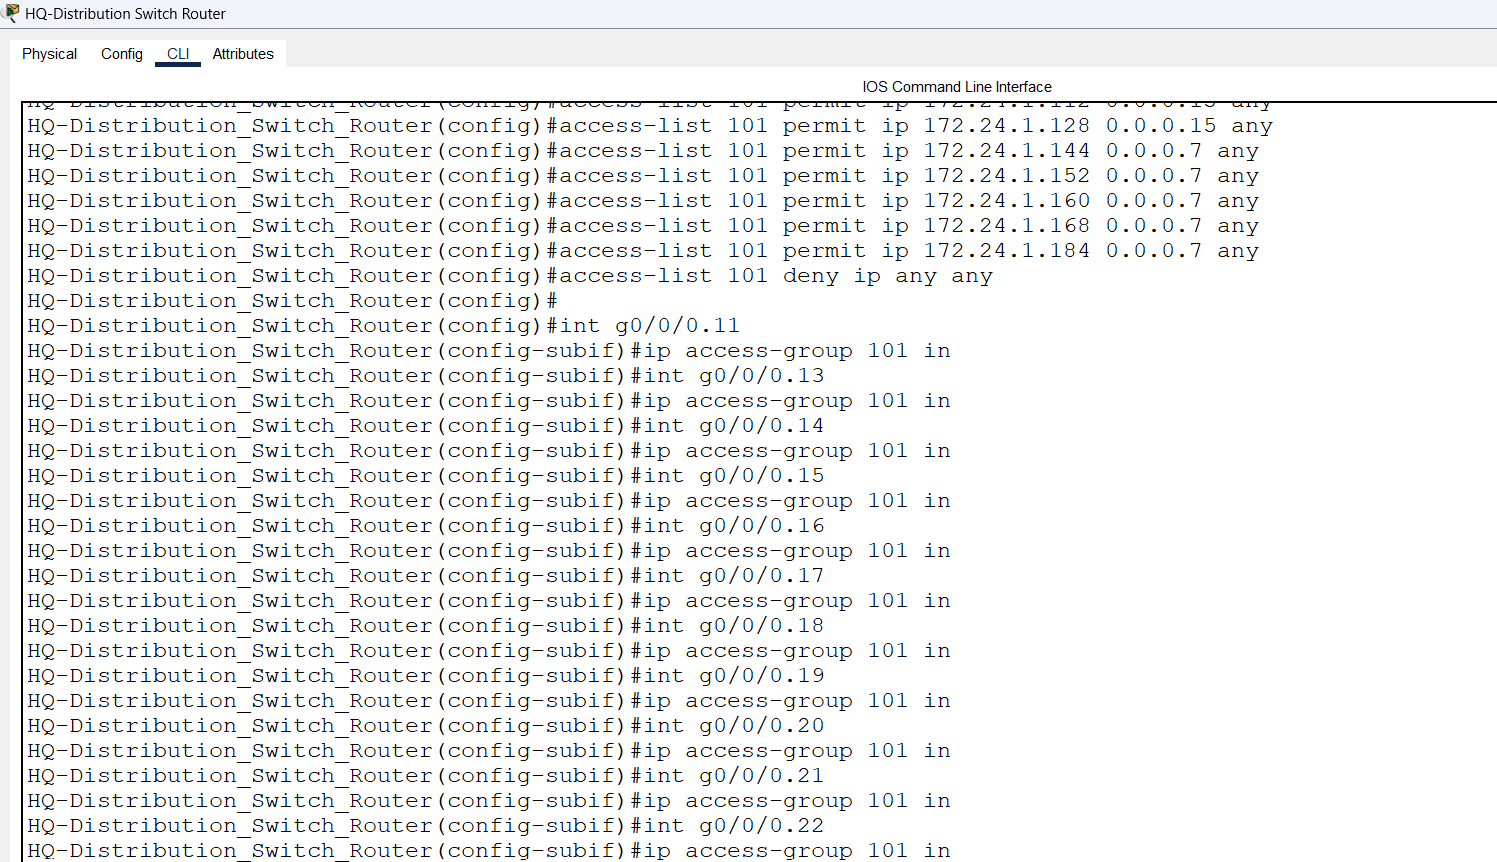 HQ-Distribution Switch Router
Physical Config CLI Attributes
IOS Command Line Interface
HQ-Distribution_Switch_Router(config)#access-list 101 permit ip 172.24.1.112 0.0.0.15 any
HQ-Distribution_Switch_Router(config)#access-list 101 permit ip 172.24.1.128 0.0.0.15 any
HQ-Distribution_Switch_Router(config)#access-list 101 permit ip 172.24.1.144 0.0.0.7 any
HQ-Distribution_Switch_Router(config)#access-list 101 permit ip 172.24.1.152 0.0.0.7 any
HQ-Distribution_Switch_Router(config)#access-list 101 permit ip 172.24.1.160 0.0.0.7 any
HQ-Distribution_Switch_Router(config)#access-list 101 permit ip 172.24.1.168 0.0.0.7 any
HQ-Distribution_Switch_Router(config)#access-list 101 permit ip 172.24.1.184 0.0.0.7 any
HQ-Distribution_Switch_Router(config)#access-list 101 deny ip any any
HQ-Distribution_Switch_Router(config)#
HQ-Distribution_Switch_Router(config)#int g0/0/0.11
HQ-Distribution_Switch_Router(config-subif)#ip access-group 101 in
HQ-Distribution_Switch_Router(config-subif)#int g0/0/0.13
HQ-Distribution_Switch_Router(config-subif)#ip access-group 101 in
HQ-Distribution_Switch_Router(config-subif)#int g0/0/0.14
HQ-Distribution_Switch_Router(config-subif)#ip access-group 101 in
HQ-Distribution_Switch_Router(config-subif)#int g0/0/0.15
HQ-Distribution_Switch_Router(config-subif)#ip access-group 101 in
HQ-Distribution_Switch_Router(config-subif)#int g0/0/0.16
HQ-Distribution_Switch_Router(config-subif)#ip access-group 101 in
HQ-Distribution_Switch_Router(config-subif)#int g0/0/0.17
HQ-Distribution_Switch_Router(config-subif)#ip access-group 101 in
HQ-Distribution_Switch_Router(config-subif)#int g0/0/0.18
HQ-Distribution_Switch_Router(config-subif)#ip access-group 101 in
HQ-Distribution_Switch_Router(config-subif)#int g0/0/0.19
HQ-Distribution_Switch_Router(config-subif)#ip access-group 101 in
HQ-Distribution_Switch_Router(config-subif)#int g0/0/0.20
HQ-Distribution_Switch_Router(config-subif)#ip access-group 101 in
HQ-Distribution_Switch_Router(config-subif)#int g0/0/0.21
HQ-Distribution_Switch_Router(config-subif)#ip access-group 101 in
HQ-Distribution_Switch_Router(config-subif)#int g0/0/0.22
HQ-Distribution_Switch_Router(config-subif)#ip access-group 101 in